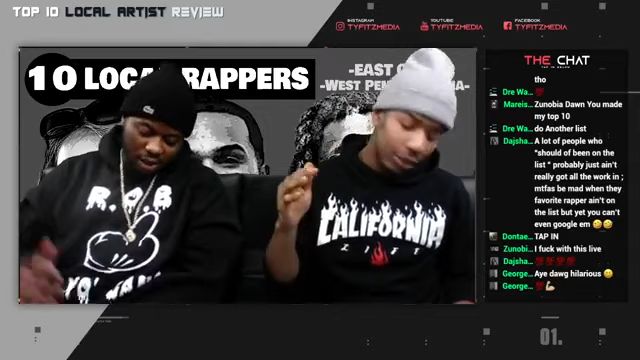 TOP 10 LOCAL ARTIST REVIEW
INSTAGRAM
TYFITZMEDIA
YOUTUBE
TYFITZMEDIA
FACEBOOK
TYFITZMEDIA
10 LOCAL RAPPERS
-EAST
-WEST PEN
R.O.B
YO' NAN
CALIFORNIA
LIFT
THE CHAT
tho
Dre Wa... 💯
Mareis... Zunobia Dawn You made
my top 10
Dre Wa... do Another list
Dajsha... A lot of people who
*should of been on the
list * probably just ain't
really got all the work in ;
mtfas be mad when they
favorite rapper ain't on
the list but yet you can't
even google em 🤣🤣
Dontae... TAP IN
Zunobi... I fuck with this live
Dajsha... 💯💯💯💯
George... Aye dawg hilarious 😄
George... 💯💪
01.